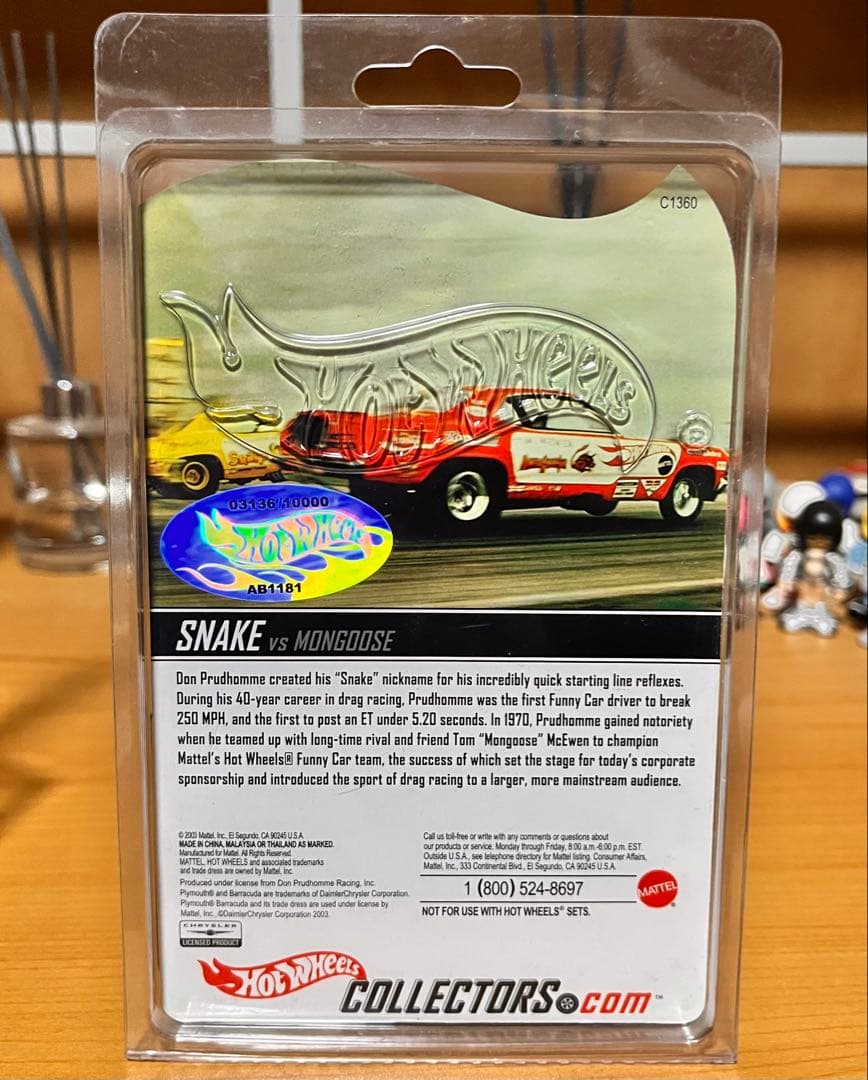 C1360
HOT WHEELS
03136/10000
HOT WHEELS
AB1181
SNAKE vs MONGOOSE
Don Prudhomme created his “Snake” nickname for his incredibly quick starting line reflexes.
During his 40-year career in drag racing, Prudhomme was the first Funny Car driver to break
250 MPH, and the first to post an ET under 5.20 seconds. In 1970, Prudhomme gained notoriety
when he teamed up with long-time rival and friend Tom “Mongoose” McEwen to champion
Mattel's Hot Wheels® Funny Car team, the success of which set the stage for today's corporate
sponsorship and introduced the sport of drag racing to a larger, more mainstream audience.
© 2003 Mattel, Inc., El Segundo, CA 90245 U.S.A.
MADE IN CHINA, MALAYSIA OR THAILAND AS MARKED.
Manufactured for Mattel. All Rights Reserved.
MATTEL, HOT WHEELS and associated trademarks
and trade dress are owned by Mattel, Inc.
Produced under license from Don Prudhomme Racing, Inc.
Plymouth® and Barracuda are trademarks of DaimlerChrysler Corporation.
Plymouth® Barracuda and its trade dress are used under license by
Mattel, Inc., ©DaimlerChrysler Corporation 2003.
CHRYSLER
LICENSED PRODUCT
Call us toll-free or write with any comments or questions about
our products or service, Monday through Friday, 8:00 a.m.-6:00 p.m. EST.
Outside U.S.A., see telephone directory for Mattel listing. Consumer Affairs,
Mattel, Inc., 333 Continental Blvd., El Segundo, CA 90245 U.S.A.
1 (800) 524-8697
MATTEL®
NOT FOR USE WITH HOT WHEELS® SETS.
HOT WHEELS
COLLECTORS.COM™